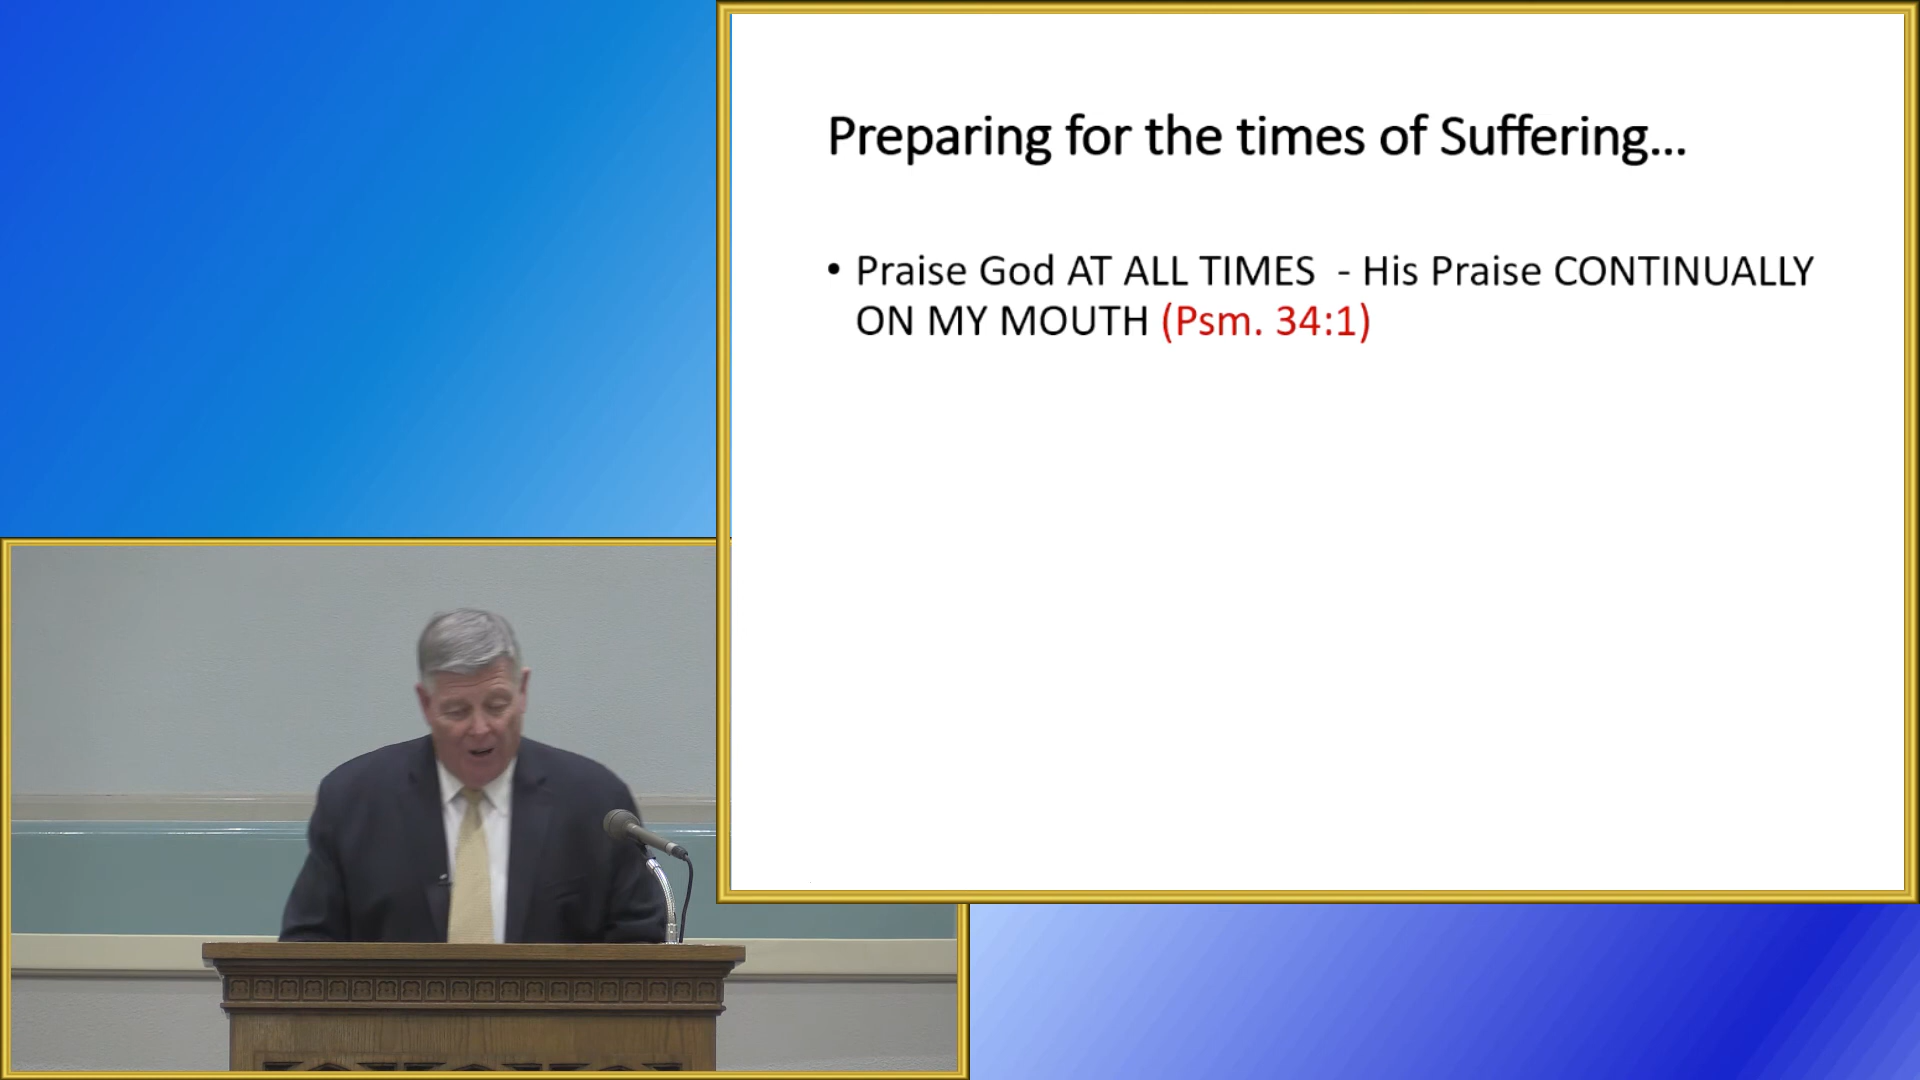 Preparing for the times of Suffering...
• Praise God AT ALL TIMES  - His Praise CONTINUALLY
ON MY MOUTH (Psm. 34:1)